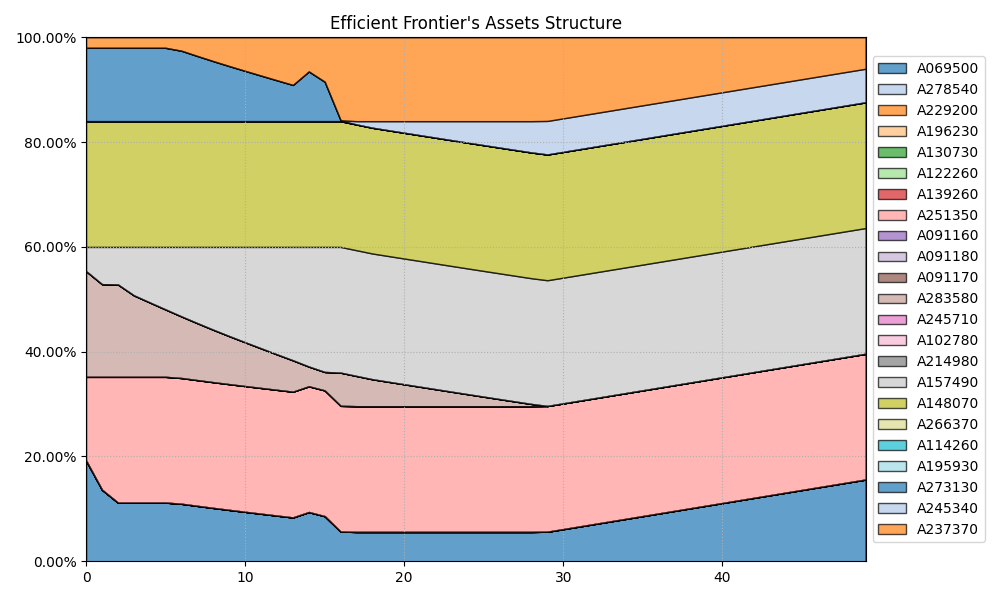 Efficient Frontier's Assets Structure
100.00%
80.00%
60.00%
40.00%
20.00%
0.00%
0
10
20
30
40
A069500
A278540
A229200
A196230
A130730
A122260
A139260
A251350
A091160
A091180
A091170
A283580
A245710
A102780
A214980
A157490
A148070
A266370
A114260
A195930
A273130
A245340
A237370